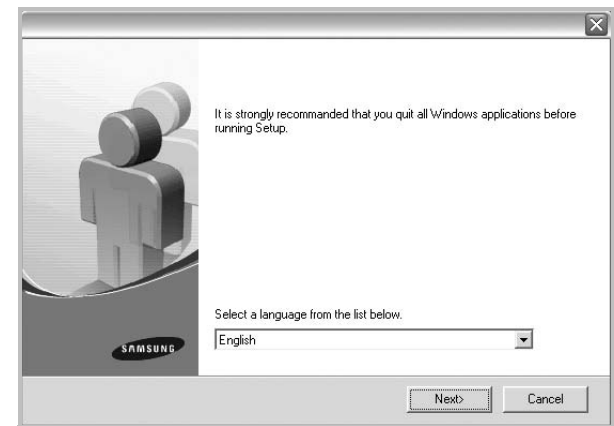 It is strongly recommanded that you quit all Windows applications before
running Setup.
Select a language from the list below.
English
SAMSUNG
Next>
Cancel